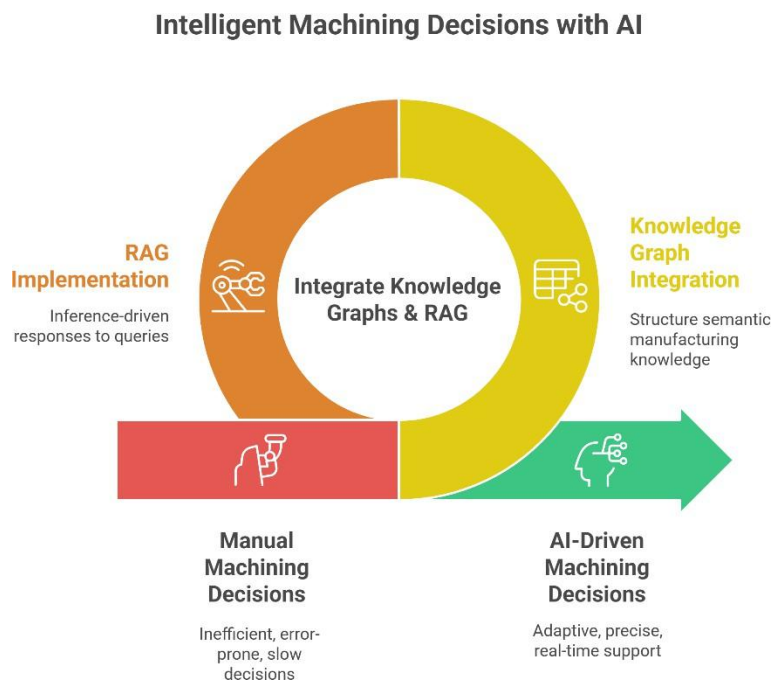 Intelligent Machining Decisions with AI
RAG
Implementation
Inference-driven
responses to queries
Integrate Knowledge
Graphs & RAG
Knowledge
Graph
Integration
Structure semantic
manufacturing
knowledge
Manual
Machining
Decisions
Inefficient, error-
prone, slow
decisions
AI-Driven
Machining
Decisions
Adaptive, precise,
real-time support